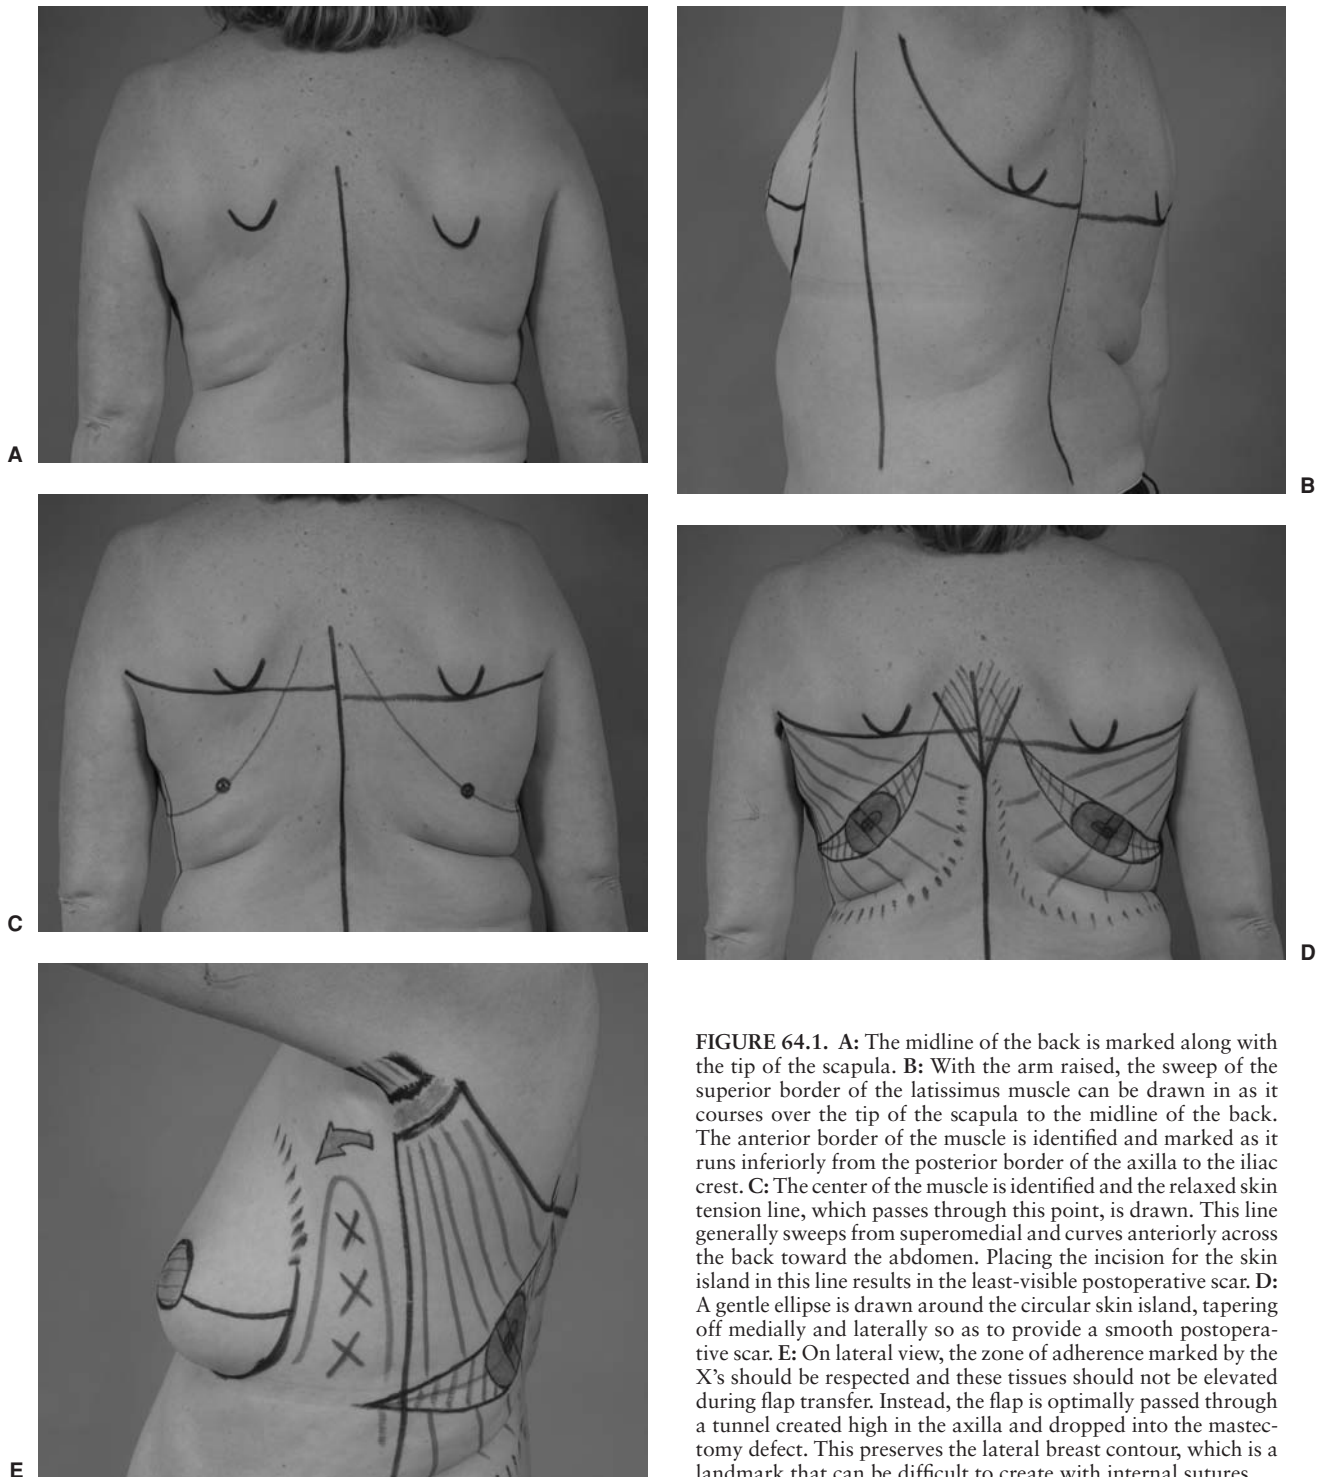 A
B
C
D
E
FIGURE 64.1. A: The midline of the back is marked along with
the tip of the scapula. B: With the arm raised, the sweep of the
superior border of the latissimus muscle can be drawn in as it
courses over the tip of the scapula to the midline of the back.
The anterior border of the muscle is identified and marked as it
runs inferiorly from the posterior border of the axilla to the iliac
crest. C: The center of the muscle is identified and the relaxed skin
tension line, which passes through this point, is drawn. This line
generally sweeps from superomedial and curves anteriorly across
the back toward the abdomen. Placing the incision for the skin
island in this line results in the least-visible postoperative scar. D:
A gentle ellipse is drawn around the circular skin island, tapering
off medially and laterally so as to provide a smooth postopera-
tive scar. E: On lateral view, the zone of adherence marked by the
X's should be respected and these tissues should not be elevated
during flap transfer. Instead, the flap is optimally passed through
a tunnel created high in the axilla and dropped into the mastec-
tomy defect. This preserves the lateral breast contour, which is a
landmark that can be difficult to create with internal sutures.